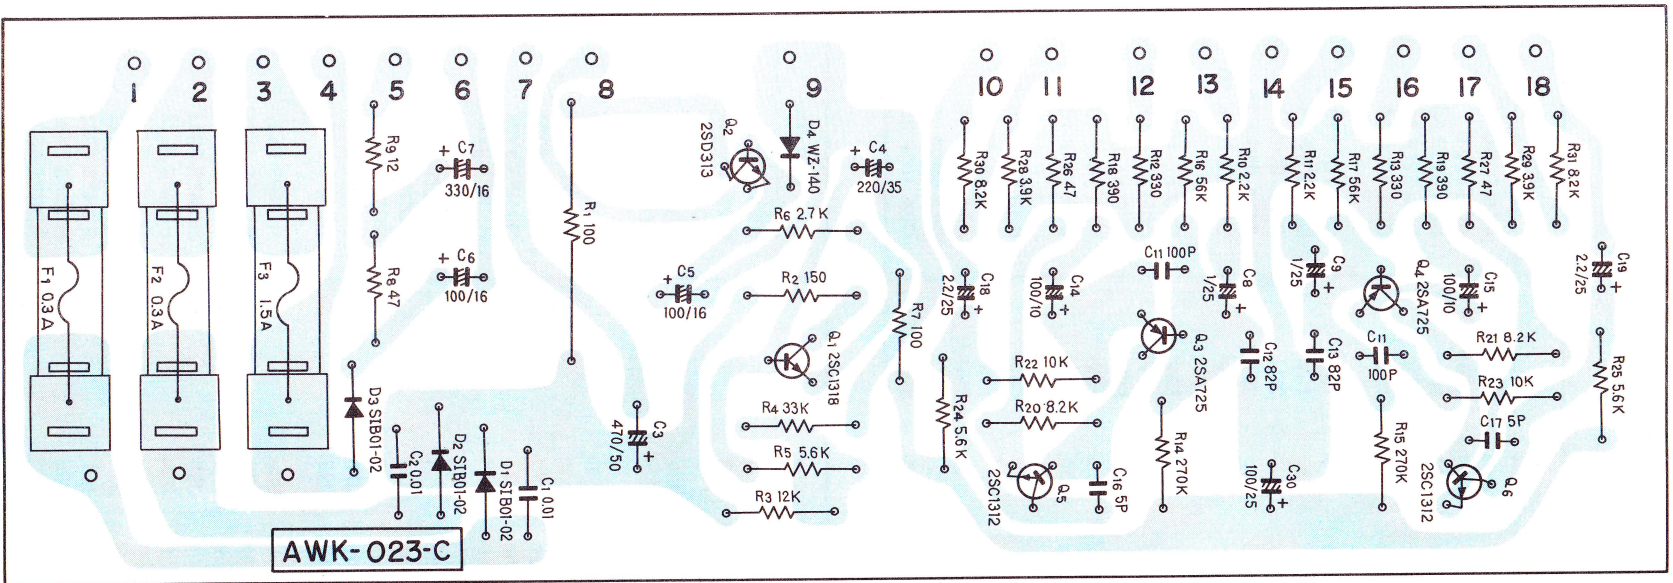 1 2 3 4 5 6 7 8 9 10 11 12 13 14 15 16 17 18
F1 0.3A
F2 0.3A
F3 1.5A
R9 12
R8 47
+ C7
330/16
+ C6
100/16
R1 100
+ C5
100/16
Q2
2SD313
D4 WZ-140
+ C4
220/35
R6 2.7K
R2 150
Q1 2SC1318
R4 33K
R5 5.6K
R3 12K
R7 100
D3 SIB01-02
C2 0.01
D2 SIB01-02
D1 SIB01-02
C1 0.01
C3
470/50 +
R30 8.2K
R28 3.9K
R26 47
R18 390
R12 330
R16 56K
R10 2.2K
R11 2.2K
R17 56K
R13 330
R19 390
R27 47
R29 3.9K
R31 8.2K
C18
2.2/25 +
C14
100/10 +
C11 100P
C8
1/25 +
C9
1/25 +
Q4 2SA725
C15
100/10 +
C19
2.2/25 +
Q3 2SA725
C12 82P
C13 82P
C11
100P
R21 8.2K
R23 10K
R25 5.6K
R22 10K
R20 8.2K
R24 5.6K
R14 270K
R15 270K
C17 5P
Q5
2SC1312
C16 5P
C30
100/25 +
Q6
2SC1312
AWK-023-C